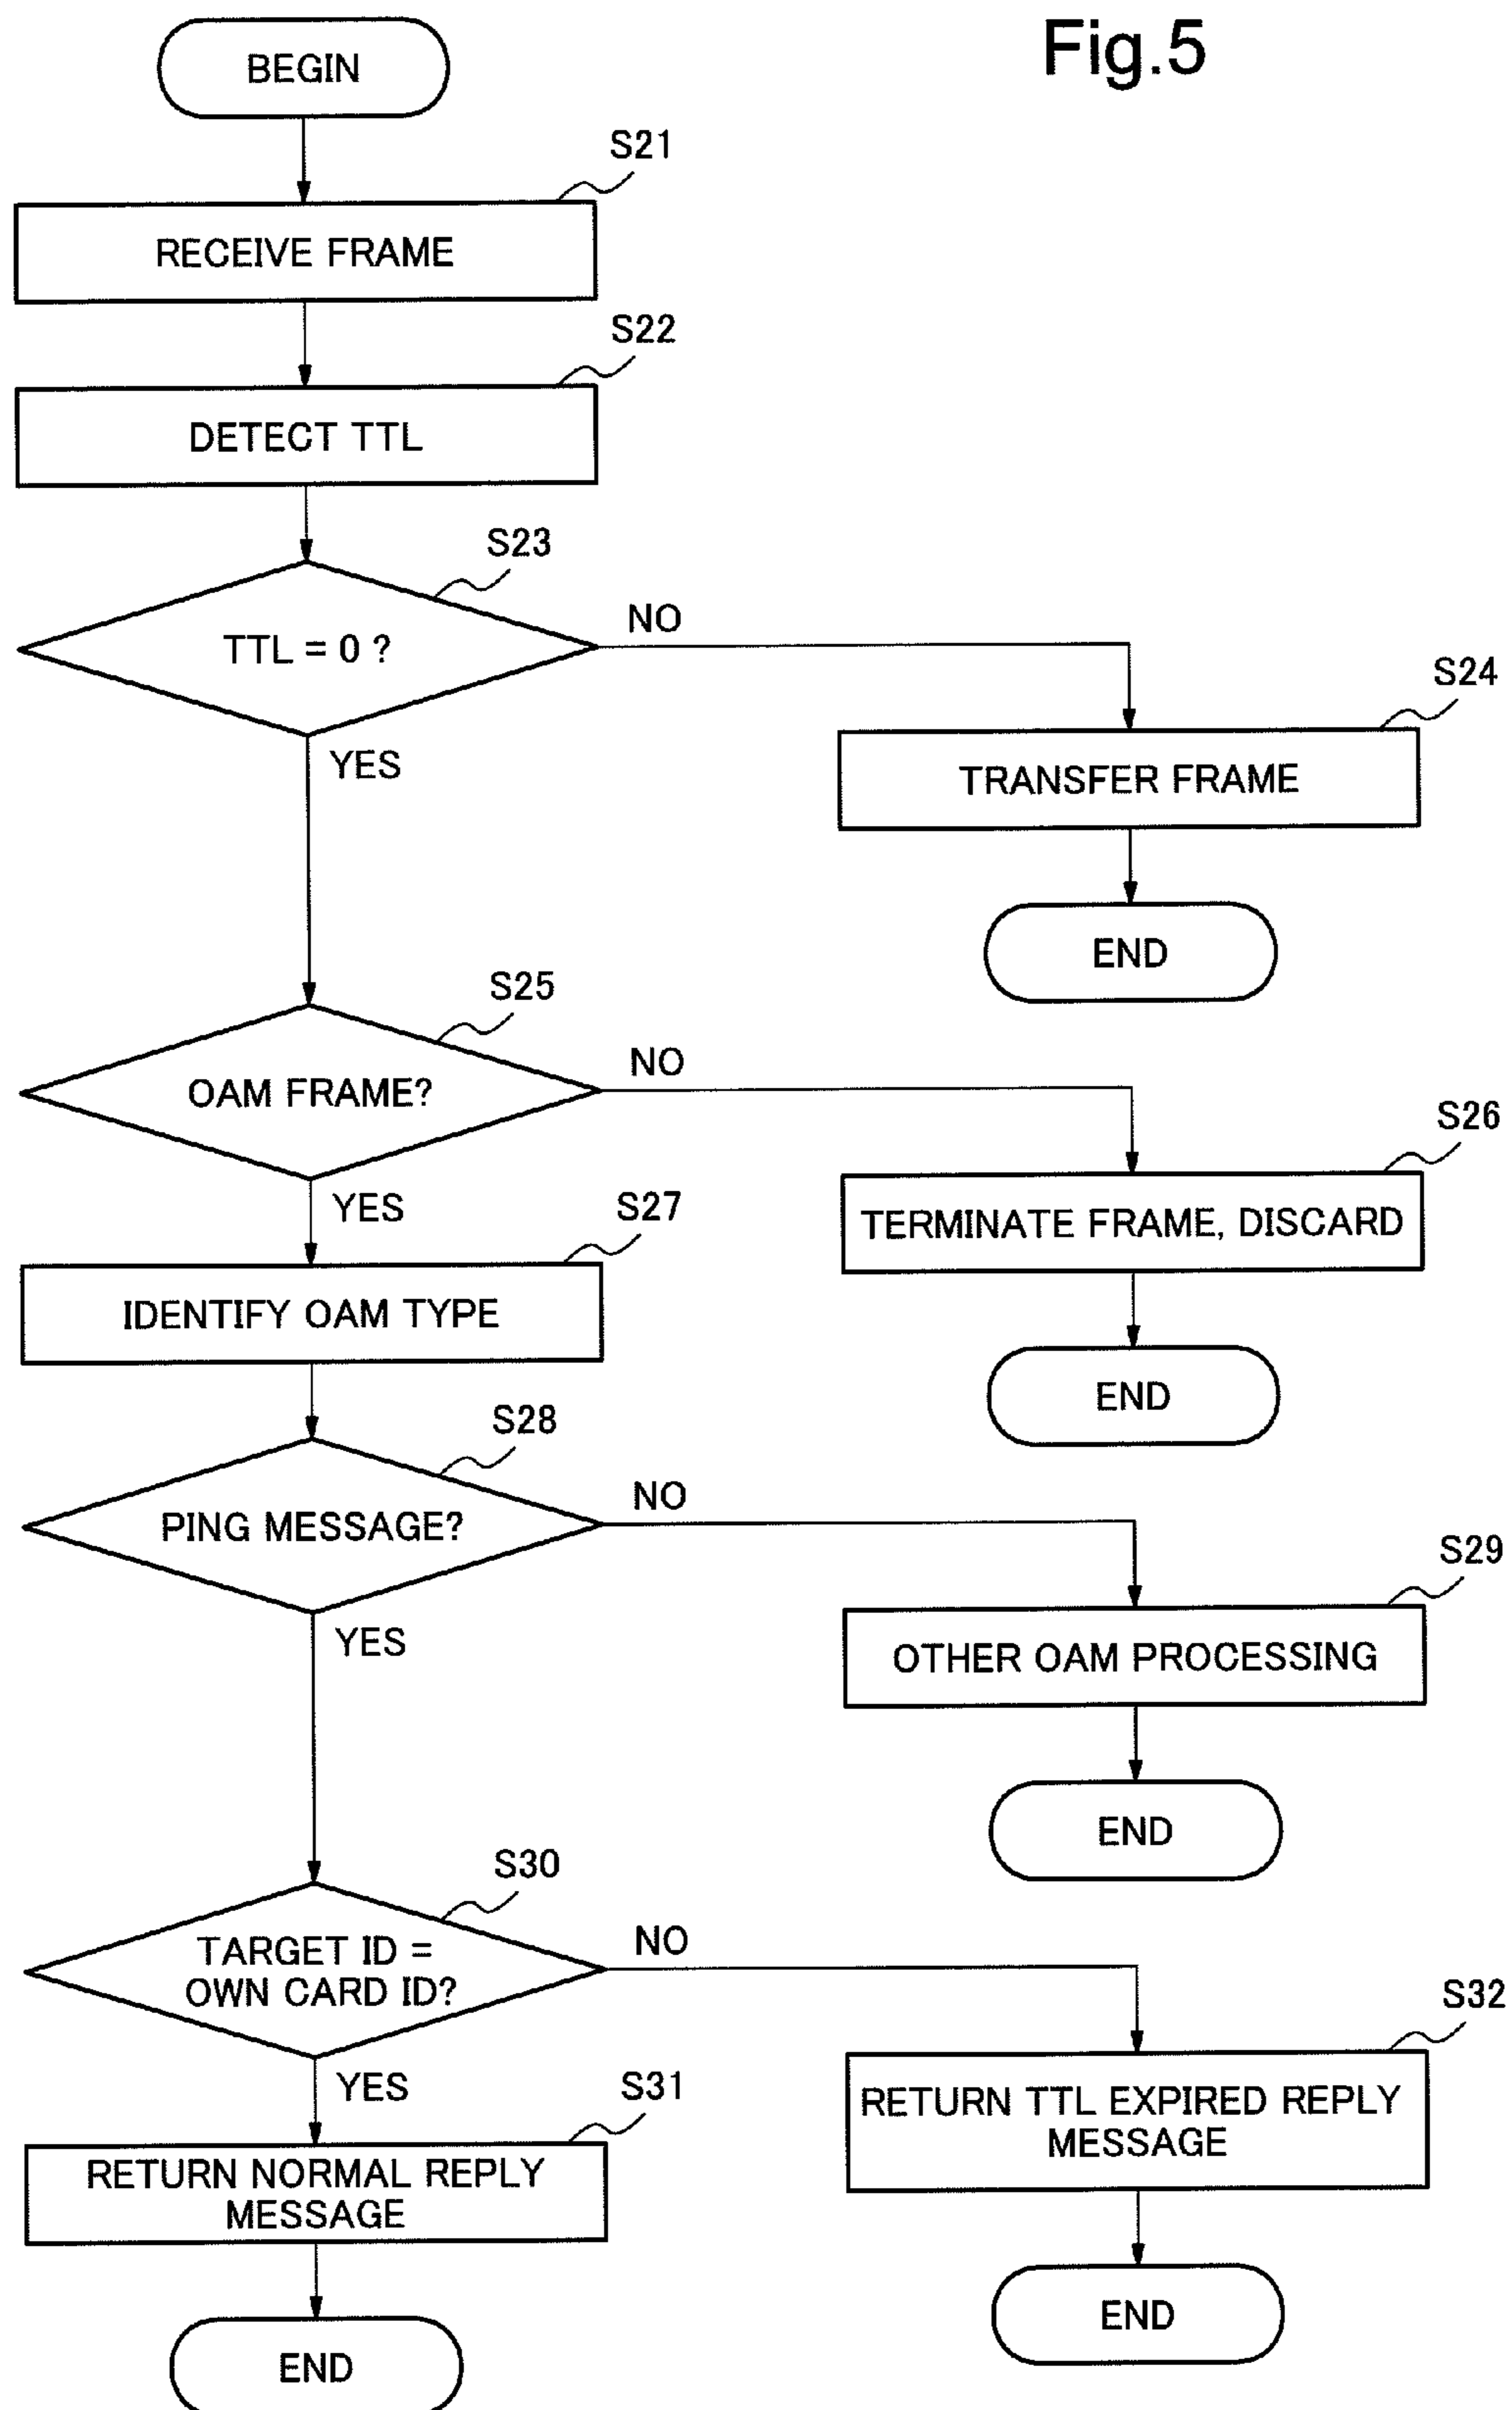 Fig.5
BEGIN
S21
RECEIVE FRAME
S22
DETECT TTL
S23
TTL = 0 ?
NO
YES
S24
TRANSFER FRAME
END
S25
OAM FRAME?
NO
YES
S26
TERMINATE FRAME, DISCARD
END
S27
IDENTIFY OAM TYPE
S28
PING MESSAGE?
NO
YES
S29
OTHER OAM PROCESSING
END
S30
TARGET ID =
OWN CARD ID?
NO
YES
S32
RETURN TTL EXPIRED REPLY
MESSAGE
END
S31
RETURN NORMAL REPLY
MESSAGE
END